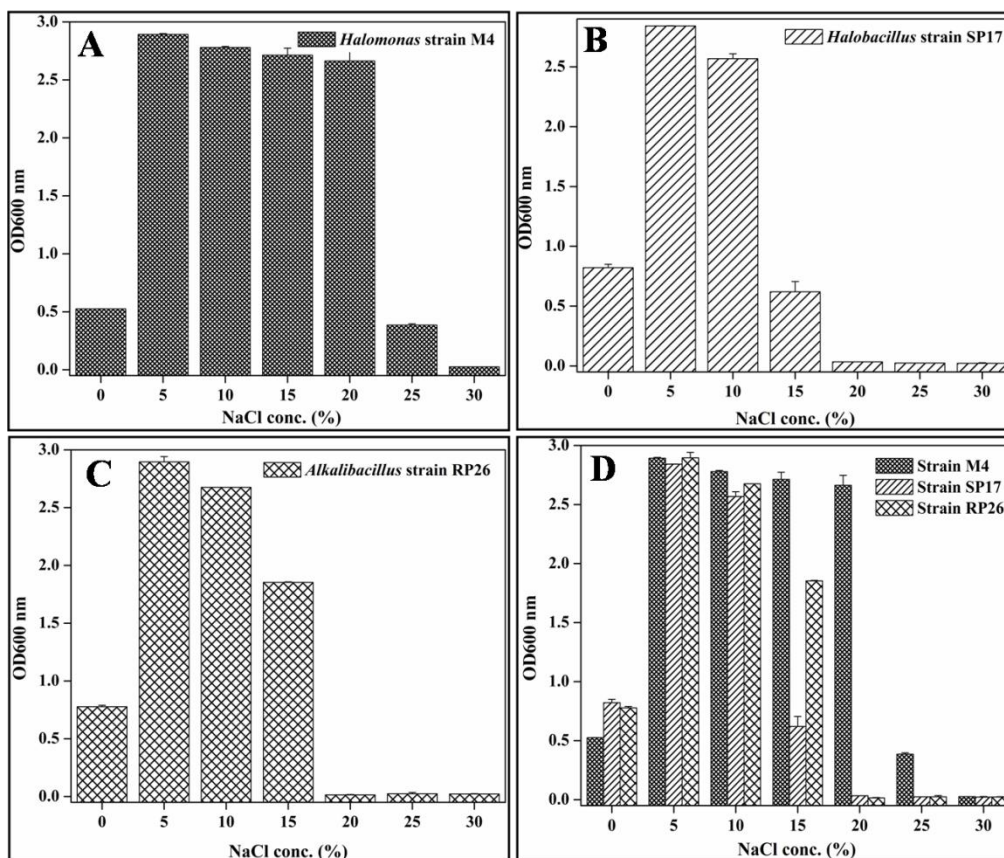 A
Halomonas strain M4
OD600 nm
3.0
2.5
2.0
1.5
1.0
0.5
0.0
0 5 10 15 20 25 30
NaCl conc. (%)
B
Halobacillus strain SP17
OD600 nm
2.5
2.0
1.5
1.0
0.5
0.0
0 5 10 15 20 25 30
NaCl conc. (%)
C
Alkalibacillus strain RP26
OD600 nm
3.0
2.5
2.0
1.5
1.0
0.5
0.0
0 5 10 15 20 25 30
NaCl conc. (%)
D
Strain M4
Strain SP17
Strain RP26
OD600 nm
3.0
2.5
2.0
1.5
1.0
0.5
0.0
0 5 10 15 20 25 30
NaCl conc. (%)